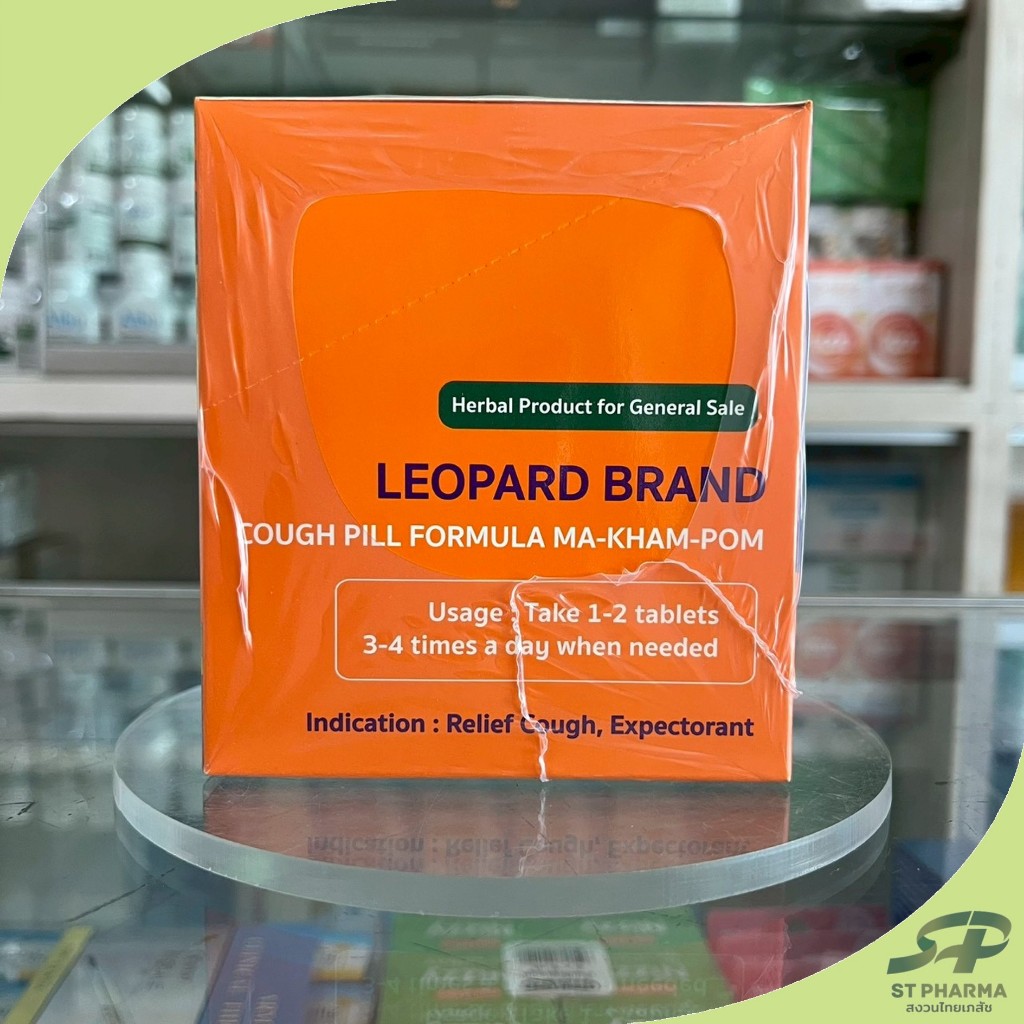 Herbal Product for General Sale
LEOPARD BRAND
COUGH PILL FORMULA MA-KHAM-POM
Usage : Take 1-2 tablets
3-4 times a day when needed
Indication : Relief Cough, Expectorant
ST PHARMA
สงวนไทยเภสัช